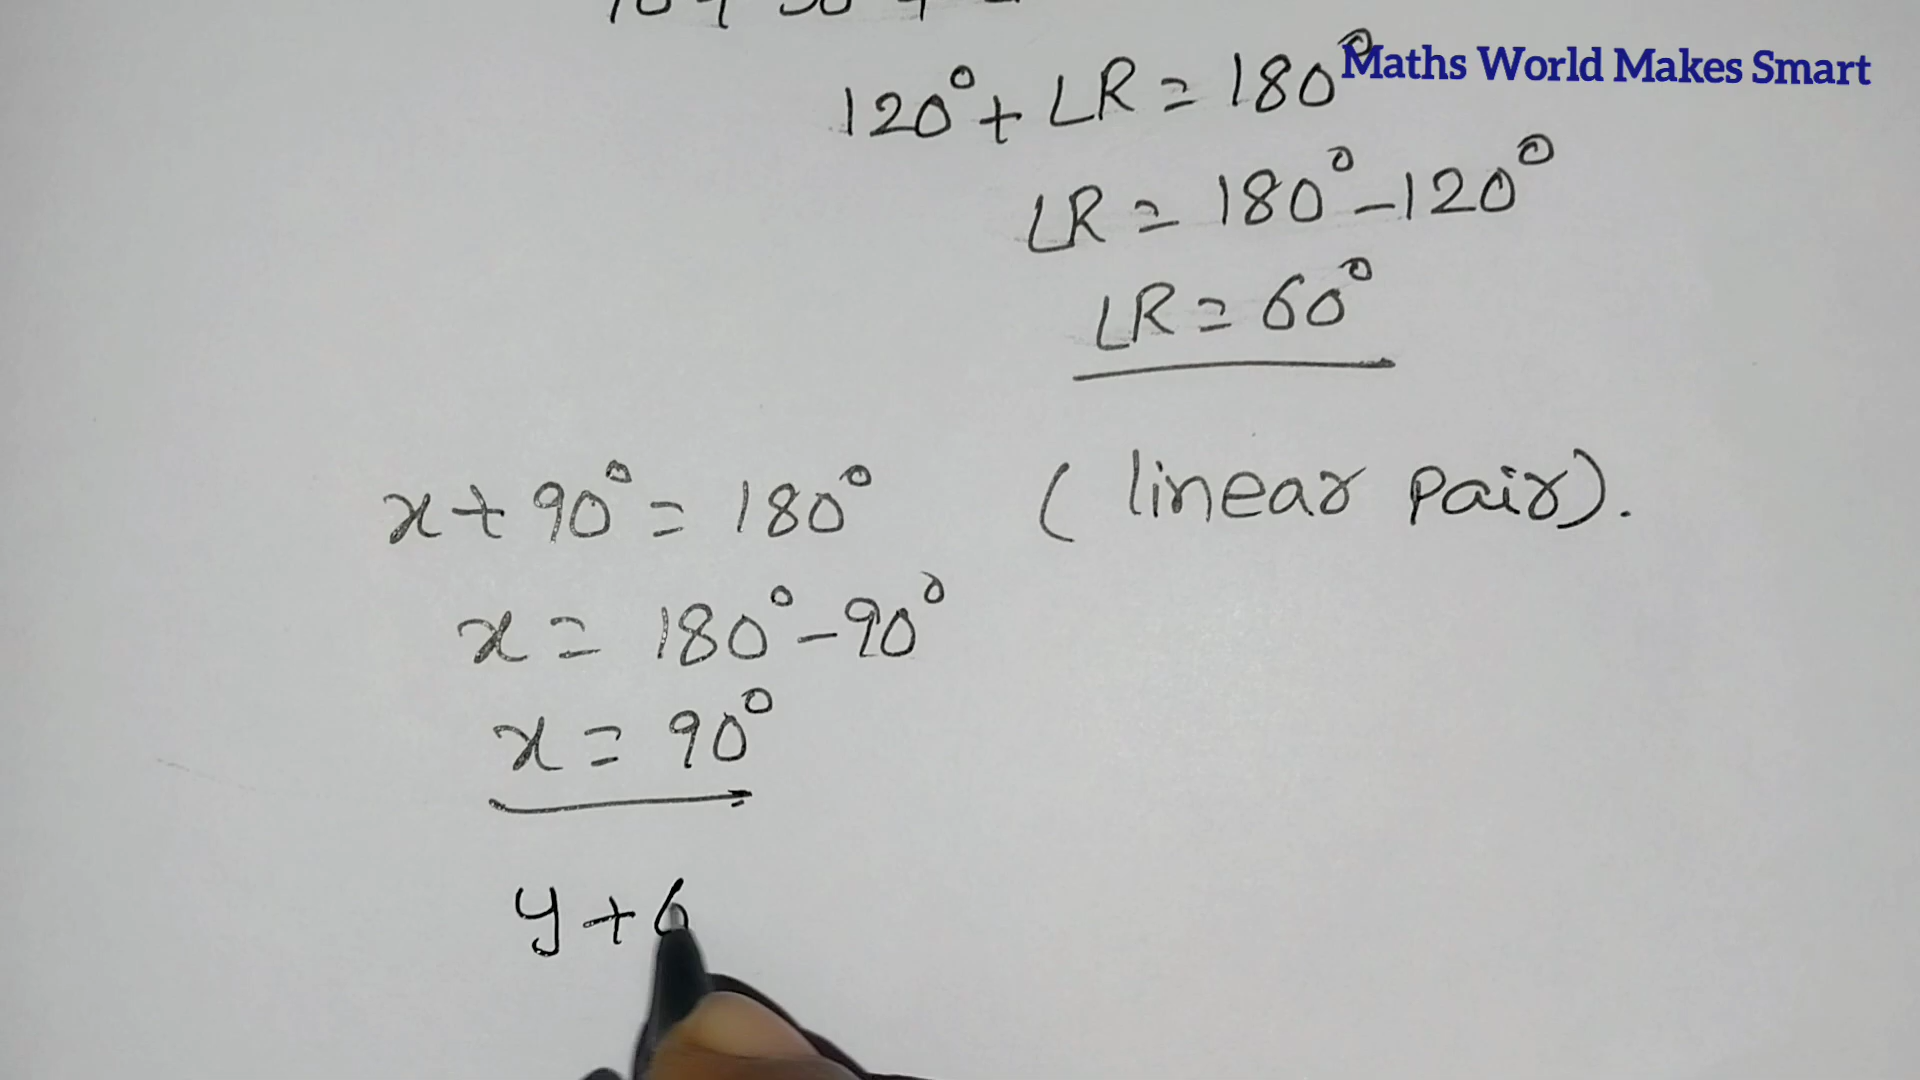 Maths World Makes Smart
120° + ∠R = 180°
∠R = 180° - 120°
∠R = 60°
x + 90° = 180° (linear pair).
x = 180° - 90°
x = 90°
y + 6